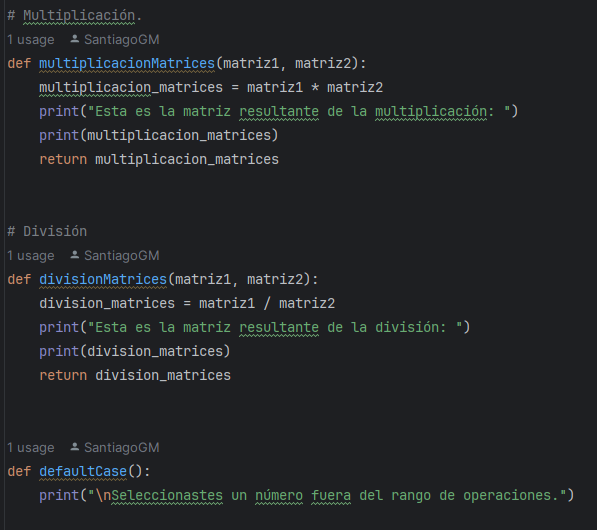 # Multiplicación.
1 usage SantiagoGM
def multiplicacionMatrices(matriz1, matriz2):
    multiplicacion_matrices = matriz1 * matriz2
    print("Esta es la matriz resultante de la multiplicación: ")
    print(multiplicacion_matrices)
    return multiplicacion_matrices
# División
1 usage SantiagoGM
def divisionMatrices(matriz1, matriz2):
    division_matrices = matriz1 / matriz2
    print("Esta es la matriz resultante de la división: ")
    print(division_matrices)
    return division_matrices
1 usage SantiagoGM
def defaultCase():
    print("\nSeleccionastes un número fuera del rango de operaciones.")